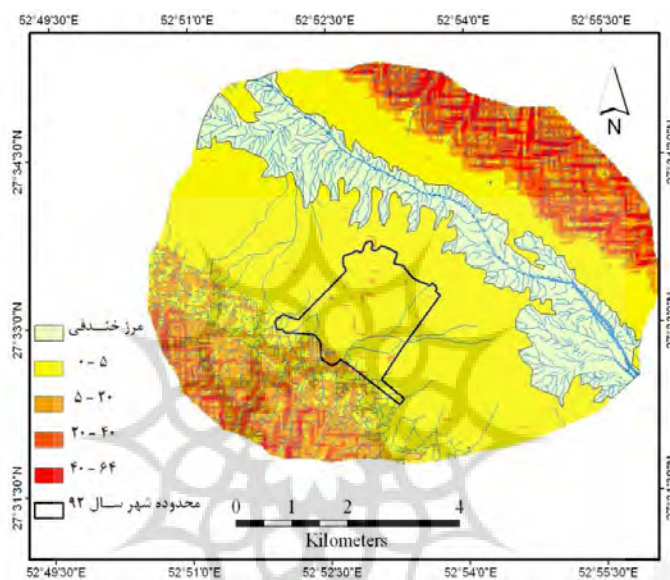 52°49'30"E 52°51'0"E 52°52'30"E 52°54'0"E 52°55'30"E
N
27°34'30"N
27°33'0"N
27°31'30"N
27°31'30"N
مرز خندقی
۰ - ۵
۵ - ۲۰
۲۰ - ۴۰
۴۰ - ۶۴
محدوده شهر سال ۹۲
0 1 2 4
Kilometers
52°49'30"E 52°51'0"E 52°52'30"E 52°54'0"E 52°55'30"E